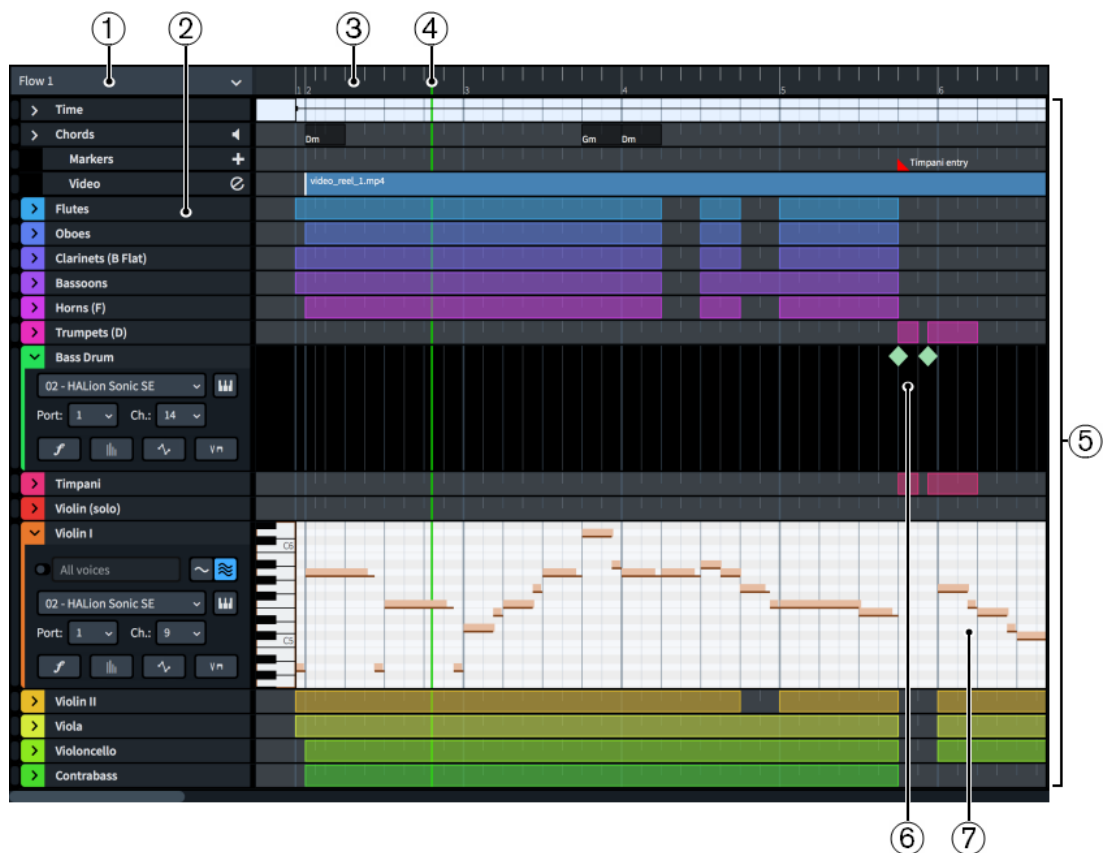 1 2 3 4
Flow 1
1 2 3 4 5 6
Time
Chords Dm Gm Dm
Markers Timpani entry
Video video_reel_1.mp4
Flutes
Oboes
Clarinets (B Flat)
Bassoons
Horns (F)
Trumpets (D)
Bass Drum
02 - HALion Sonic SE
Port: 1 Ch.: 14
5
Timpani
Violin (solo)
Violin I
C6
All voices
02 - HALion Sonic SE
Port: 1 Ch.: 9
C5
Violin II
Viola
Violoncello
Contrabass
6 7